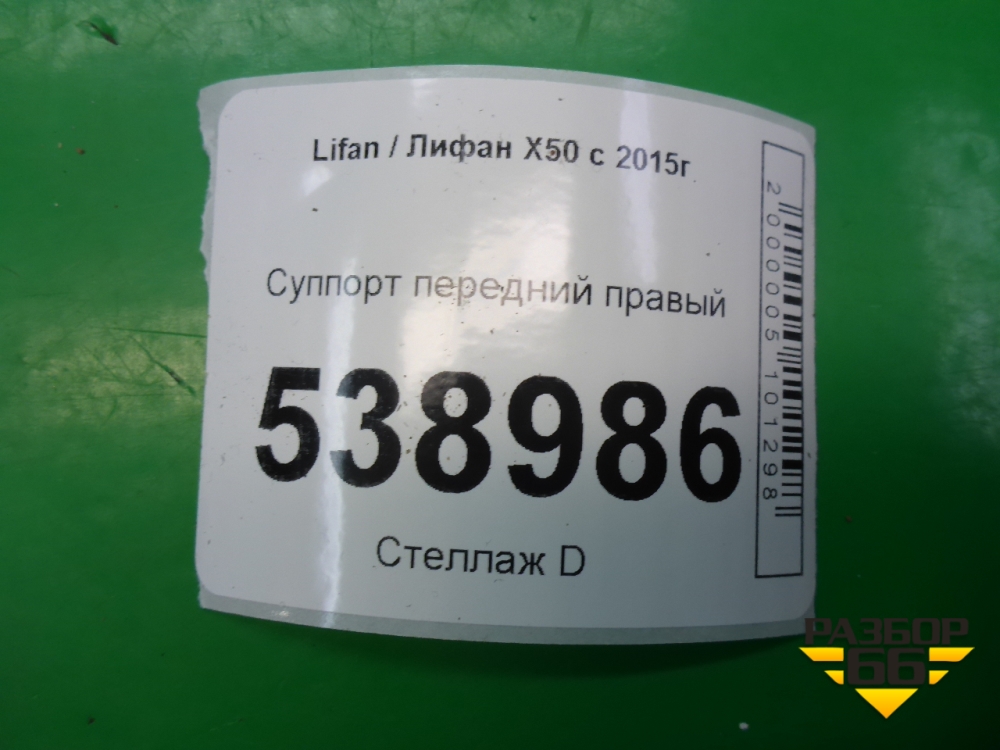 Lifan / Лифан X50 с 2015г
Суппорт передний правый
538986
Стеллаж D
2000005101298
РАЗБОР
66